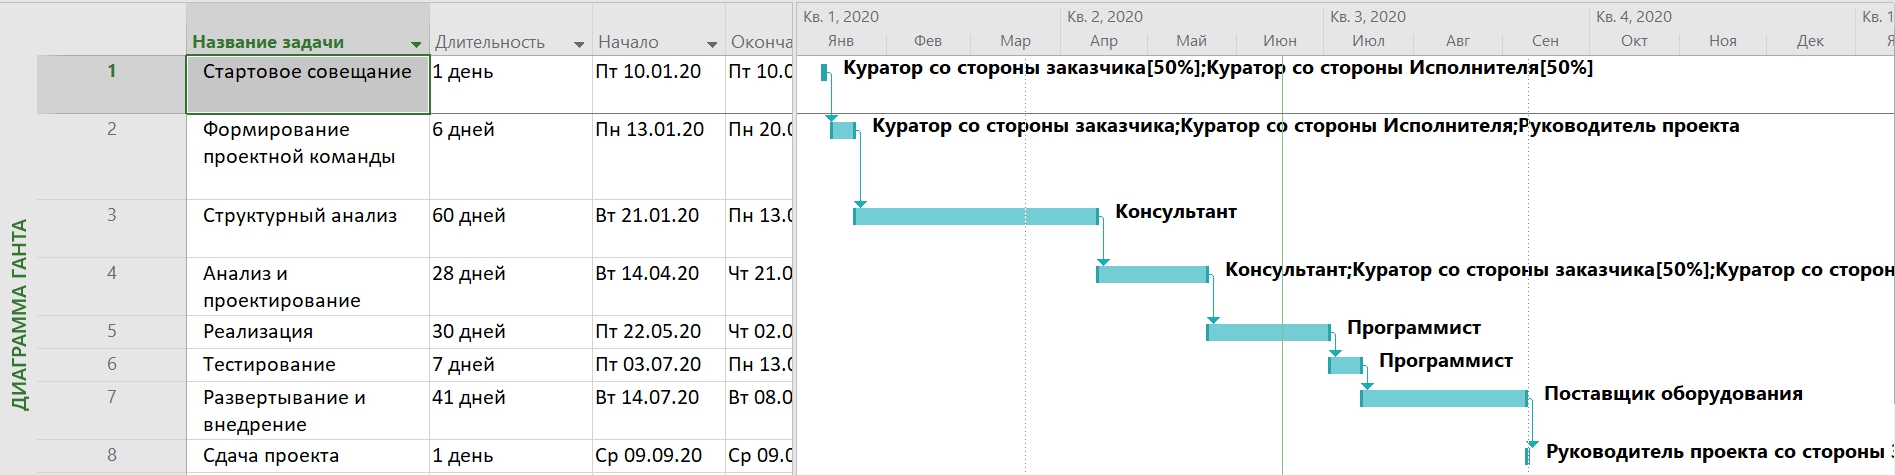 Кв. 1, 2020 Кв. 2, 2020 Кв. 3, 2020 Кв. 4, 2020 Кв. 1
Название задачи Длительность Начало Оконча Янв Фев Мар Апр Май Июн Июл Авг Сен Окт Ноя Дек Я
1 Стартовое совещание 1 день Пт 10.01.20 Пт 10.0 Куратор со стороны заказчика[50%];Куратор со стороны Исполнителя[50%]
2 Формирование 6 дней Пн 13.01.20 Пн 20.0 Куратор со стороны заказчика;Куратор со стороны Исполнителя;Руководитель проекта
проектной команды
3 Структурный анализ 60 дней Вт 21.01.20 Пн 13.0 Консультант
4 Анализ и 28 дней Вт 14.04.20 Чт 21.0 Консультант;Куратор со стороны заказчика[50%];Куратор со сторон
проектирование
5 Реализация 30 дней Пт 22.05.20 Чт 02.0 Программист
6 Тестирование 7 дней Пт 03.07.20 Пн 13.0 Программист
7 Развертывание и 41 дней Вт 14.07.20 Вт 08.0 Поставщик оборудования
внедрение
8 Сдача проекта 1 день Ср 09.09.20 Ср 09.0 Руководитель проекта со стороны
ДИАГРАММА ГАНТА